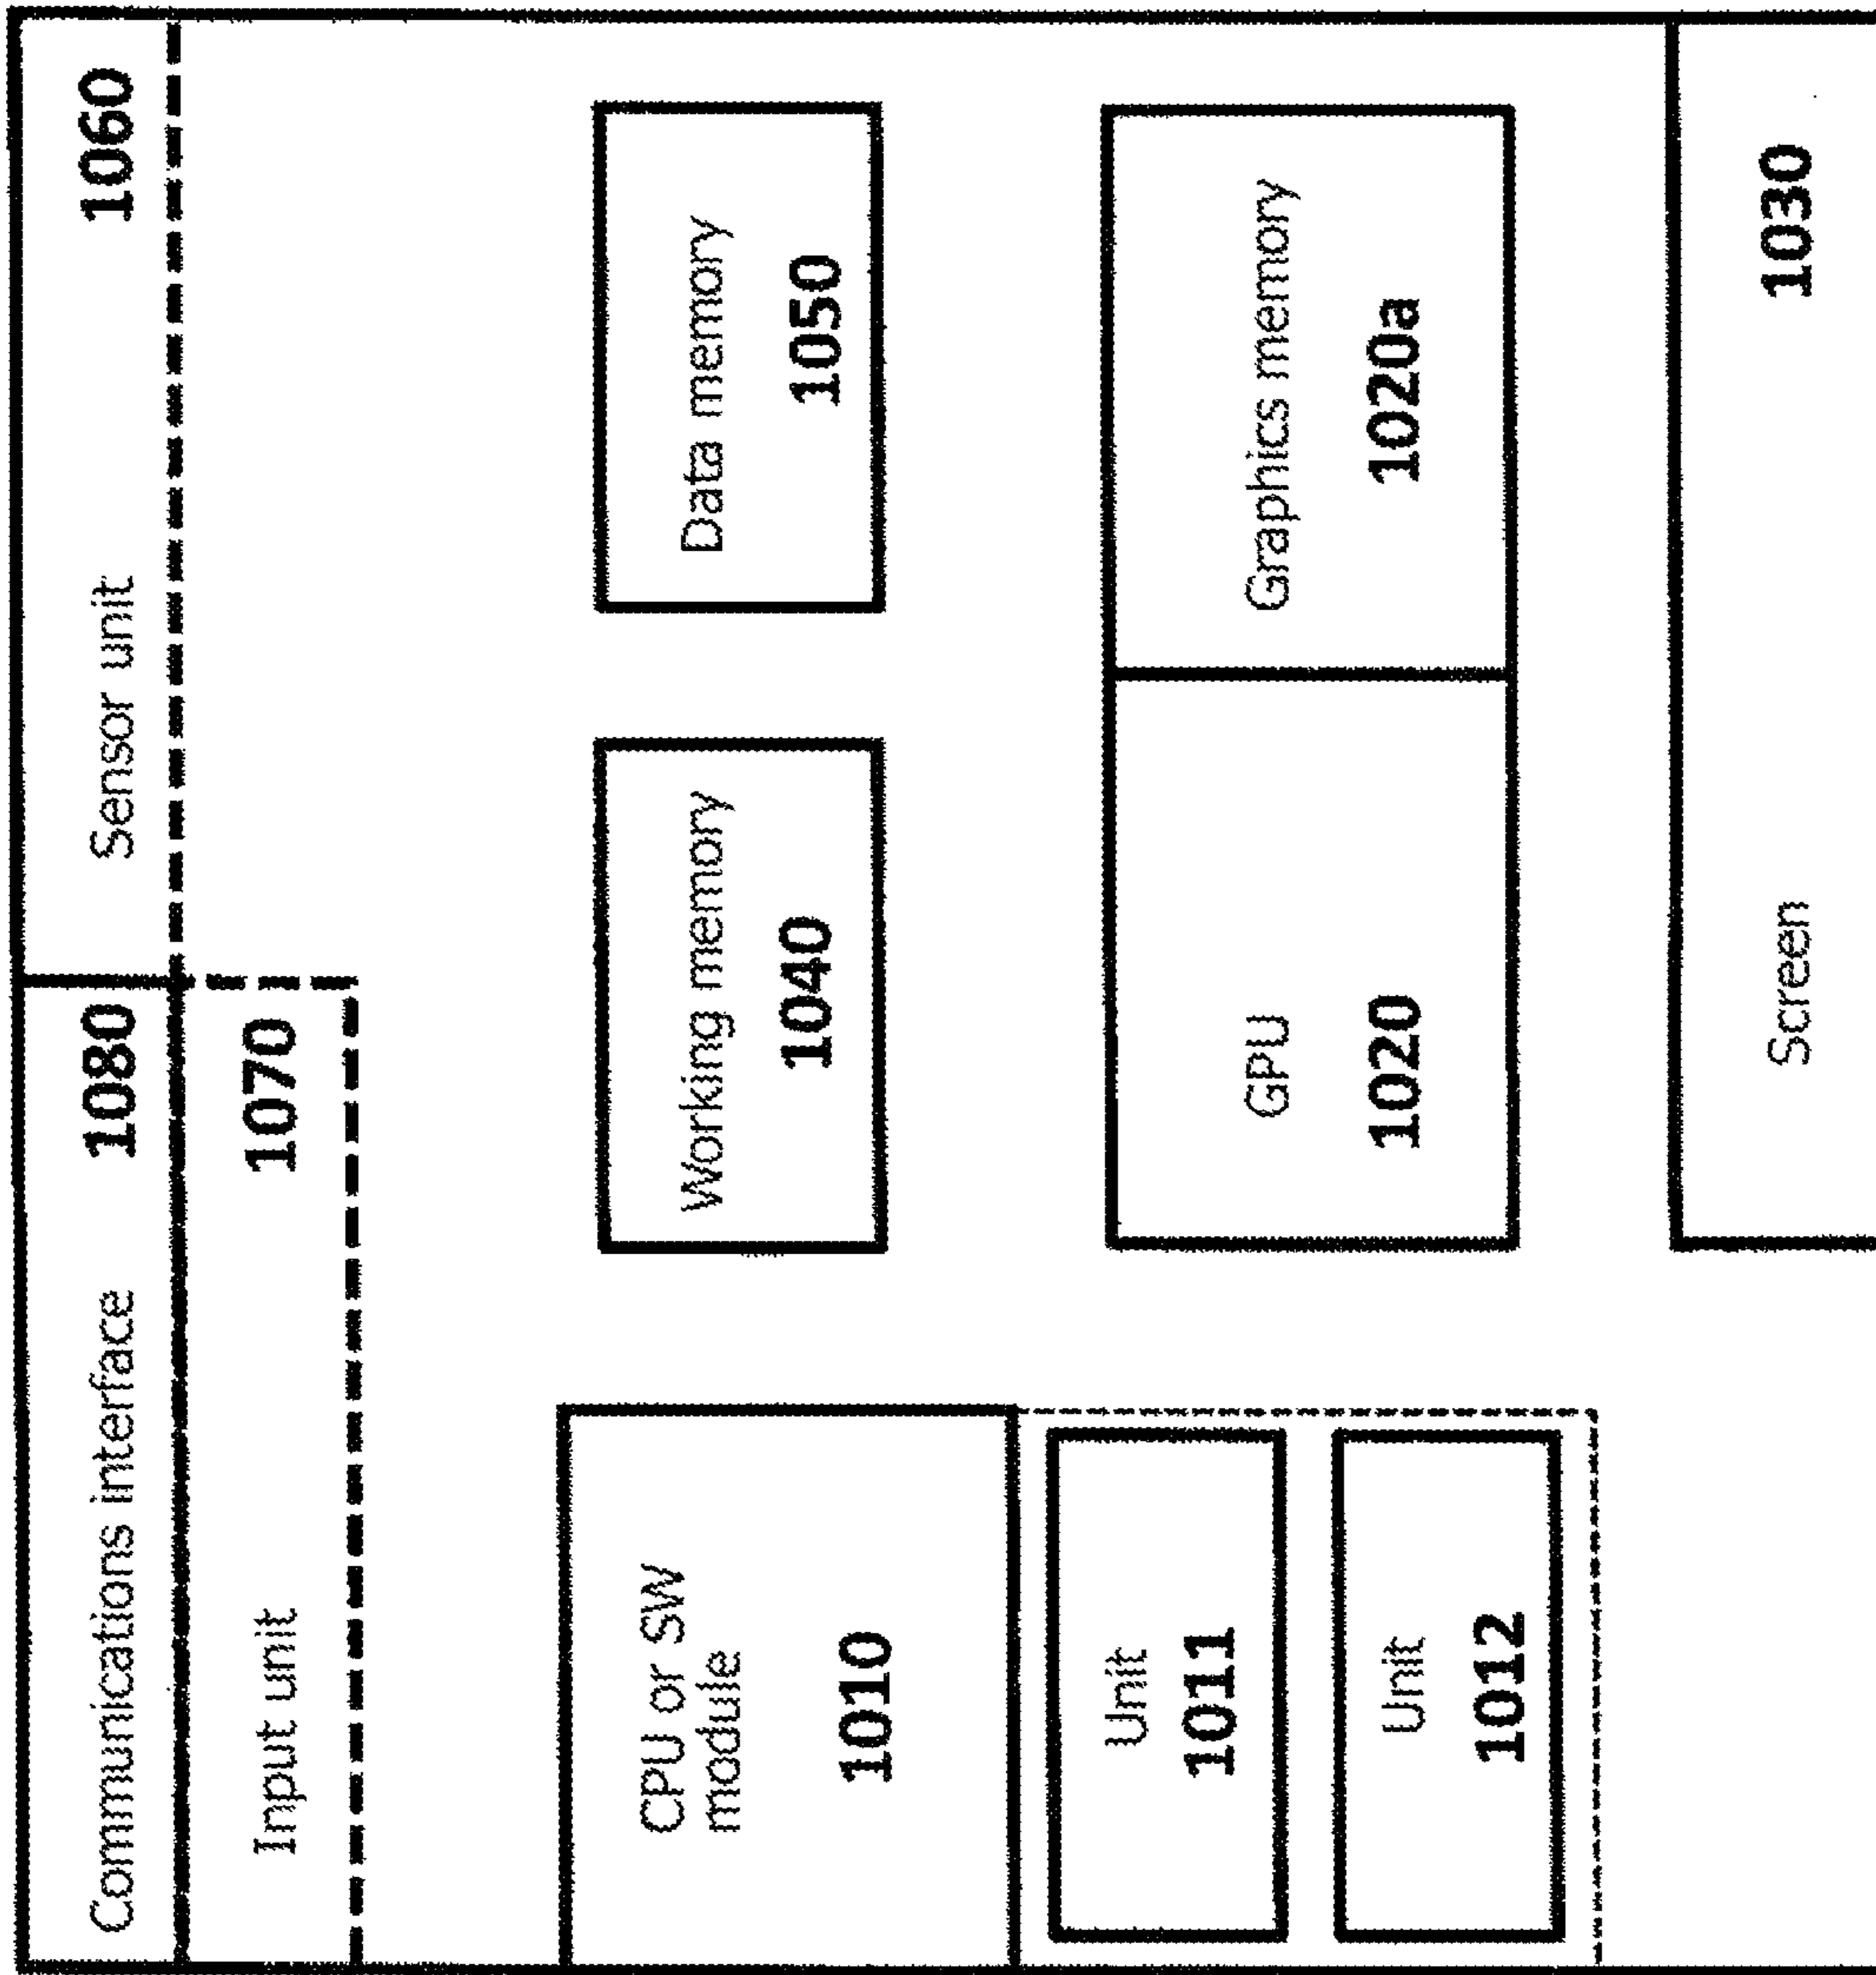 Communications interface 1080
Sensor unit 1060
Input unit 1070
CPU or SW
module
1010
Working memory
1040
Data memory
1050
Unit
1011
Unit
1012
GPU
1020
Graphics memory
1020a
Screen 1030